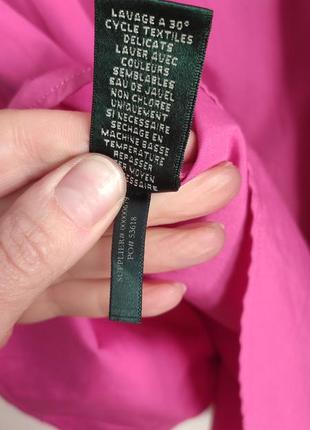 LAVAGE A 30°
CYCLE TEXTILES
DELICATS
LAVER AVEC
COULEURS
SEMBLABLES
EAU DE JAVEL
NON CHLOREE
UNIQUEMENT
SI NECESSAIRE
SECHAGE EN
MACHINE BASSE
TEMPERATURE
REPASSER
MOYEN
SUPPLIER#
PO# 53618